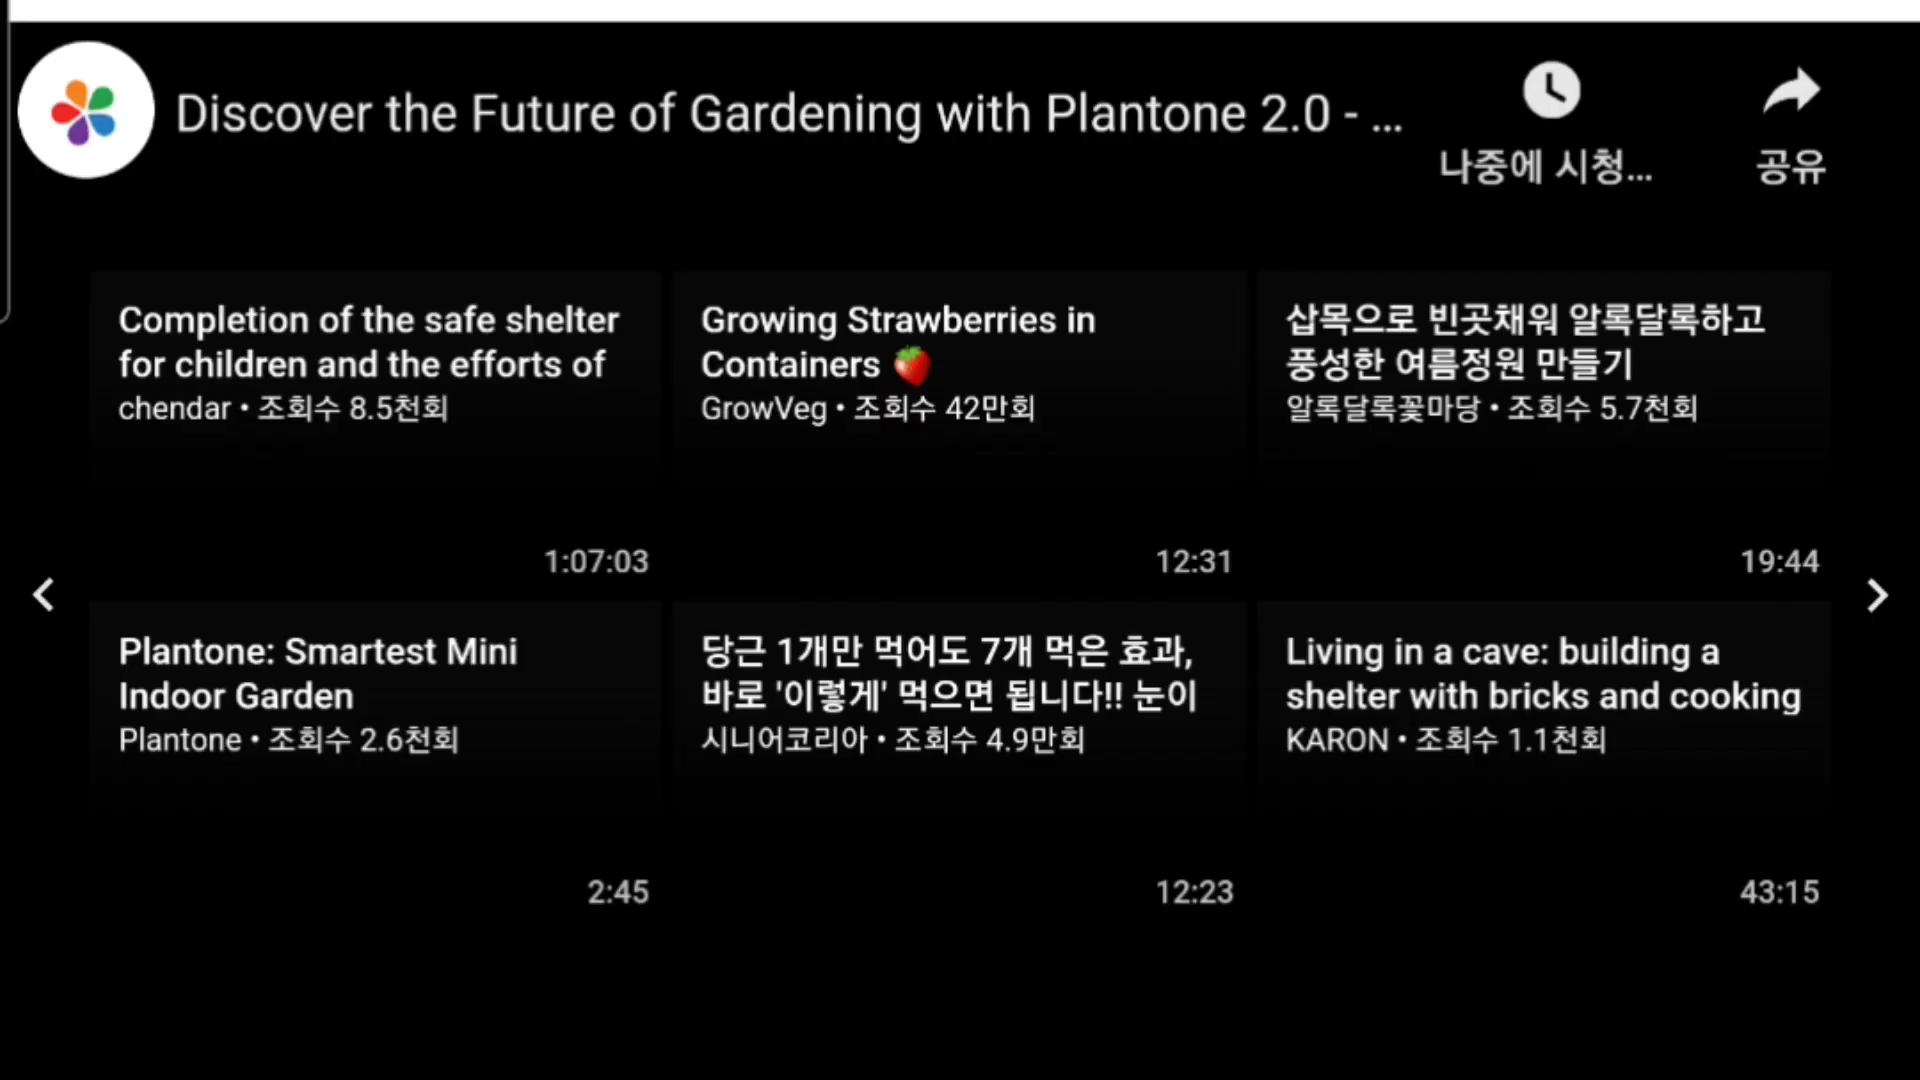 Discover the Future of Gardening with Plantone 2.0 - ...
나중에 시청...
공유
Completion of the safe shelter
for children and the efforts of
chendar • 조회수 8.5천회
1:07:03
Growing Strawberries in
Containers 🍓
GrowVeg • 조회수 42만회
12:31
삽목으로 빈곳채워 알록달록하고
풍성한 여름정원 만들기
알록달록꽃마당 • 조회수 5.7천회
19:44
Plantone: Smartest Mini
Indoor Garden
Plantone • 조회수 2.6천회
2:45
당근 1개만 먹어도 7개 먹은 효과,
바로 '이렇게' 먹으면 됩니다!! 눈이
시니어코리아 • 조회수 4.9만회
12:23
Living in a cave: building a
shelter with bricks and cooking
KARON • 조회수 1.1천회
43:15